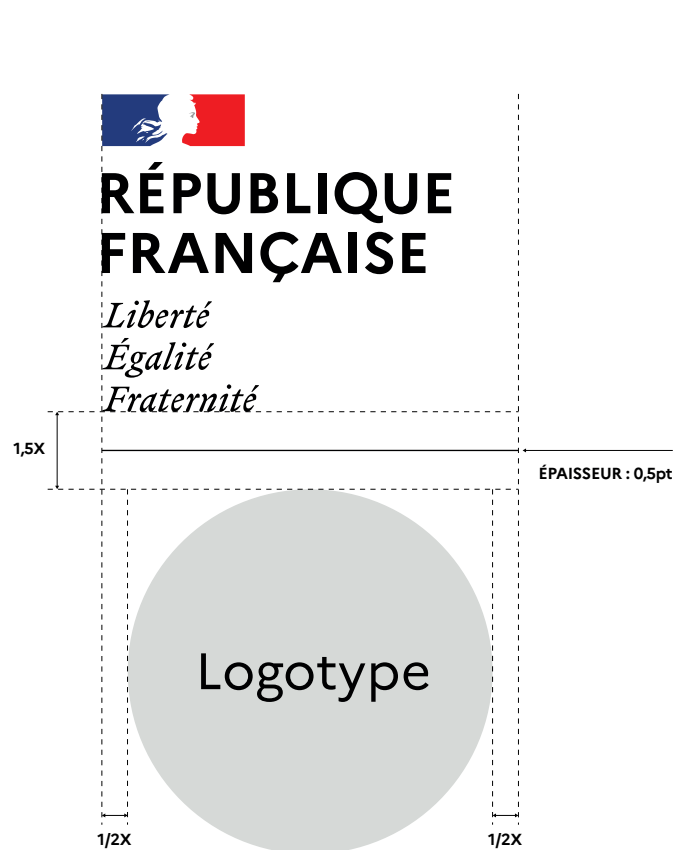 RÉPUBLIQUE
FRANÇAISE
Liberté
Égalité
Fraternité
1,5X
ÉPAISSEUR : 0,5pt
Logotype
1/2X
1/2X